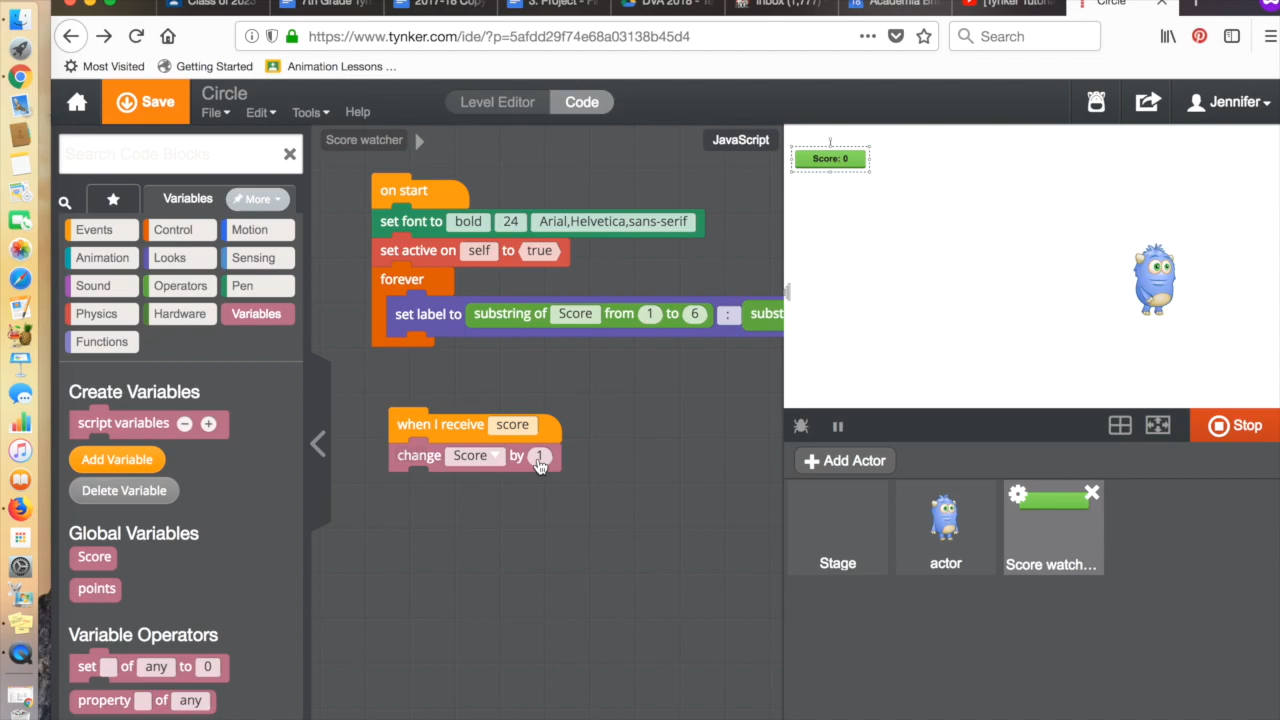 Class of 2023
7th Grade Tyn
2017-18 Copy
3. Project - Fi
DVA 2018 - Te
Inbox (1,777)
Academia Bri
[Tynker Tutori
Circle
https://www.tynker.com/ide/?p=5afdd29f74e68a03138b45d4
Search
Most Visited
Getting Started
Animation Lessons ...
Save
Circle
File Edit Tools Help
Level Editor
Code
Jennifer
Search Code Blocks
Score watcher
JavaScript
Variables
More
Events
Control
Motion
Animation
Looks
Sensing
Sound
Operators
Pen
Physics
Hardware
Variables
Functions
Create Variables
script variables
Add Variable
Delete Variable
Global Variables
Score
points
Variable Operators
set of any to 0
property of any
on start
set font to bold 24 Arial,Helvetica,sans-serif
set active on self to true
forever
set label to substring of Score from 1 to 6 : subst
when I receive score
change Score by 1
Score: 0
Stop
+ Add Actor
Stage
actor
Score watch...